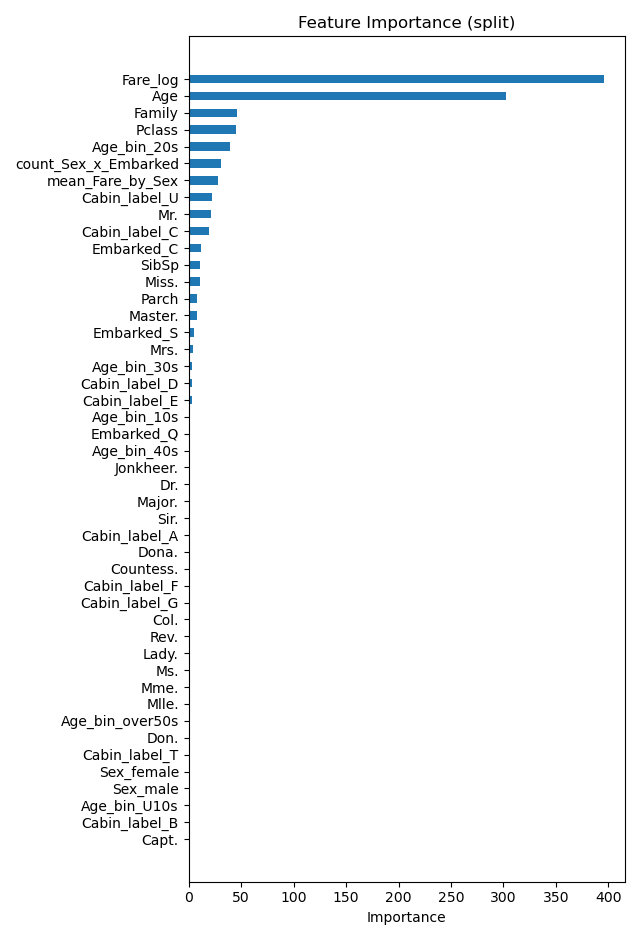 Feature Importance (split)
Fare_log
Age
Family
Pclass
Age_bin_20s
count_Sex_x_Embarked
mean_Fare_by_Sex
Cabin_label_U
Mr.
Cabin_label_C
Embarked_C
SibSp
Miss.
Parch
Master.
Embarked_S
Mrs.
Age_bin_30s
Cabin_label_D
Cabin_label_E
Age_bin_10s
Embarked_Q
Age_bin_40s
Jonkheer.
Dr.
Major.
Sir.
Cabin_label_A
Dona.
Countess.
Cabin_label_F
Cabin_label_G
Col.
Rev.
Lady.
Ms.
Mme.
Mlle.
Age_bin_over50s
Don.
Cabin_label_T
Sex_female
Sex_male
Age_bin_U10s
Cabin_label_B
Capt.
0 50 100 150 200 250 300 350 400
Importance